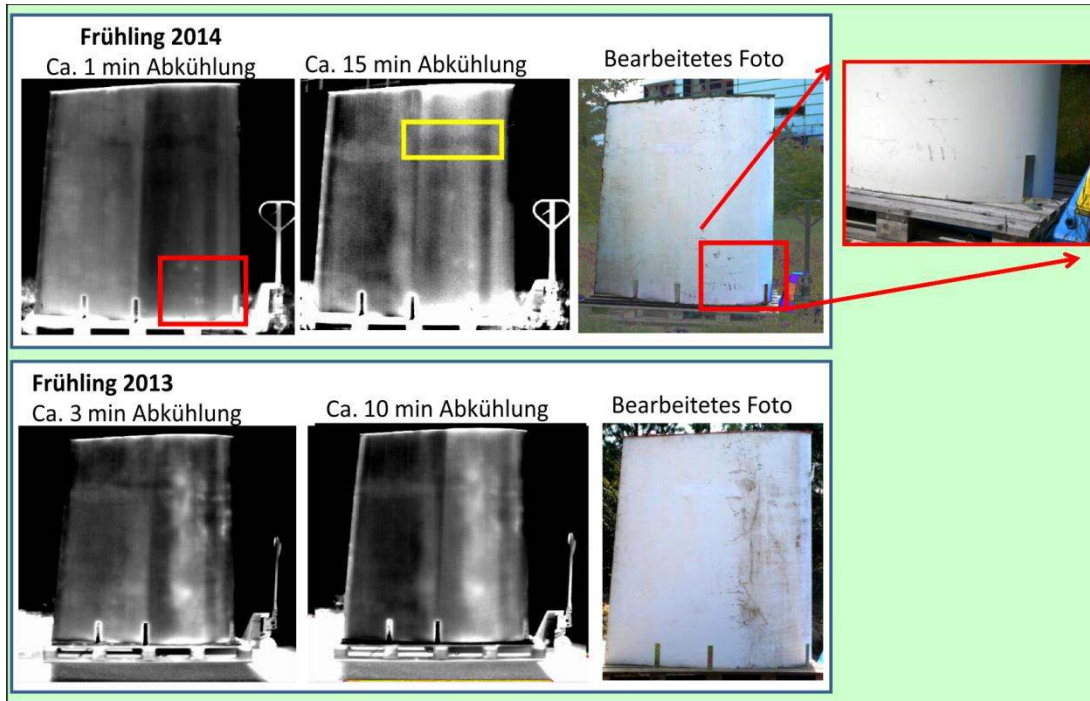 Frühling 2014
Ca. 1 min Abkühlung
Ca. 15 min Abkühlung
Bearbeitetes Foto
Frühling 2013
Ca. 3 min Abkühlung
Ca. 10 min Abkühlung
Bearbeitetes Foto